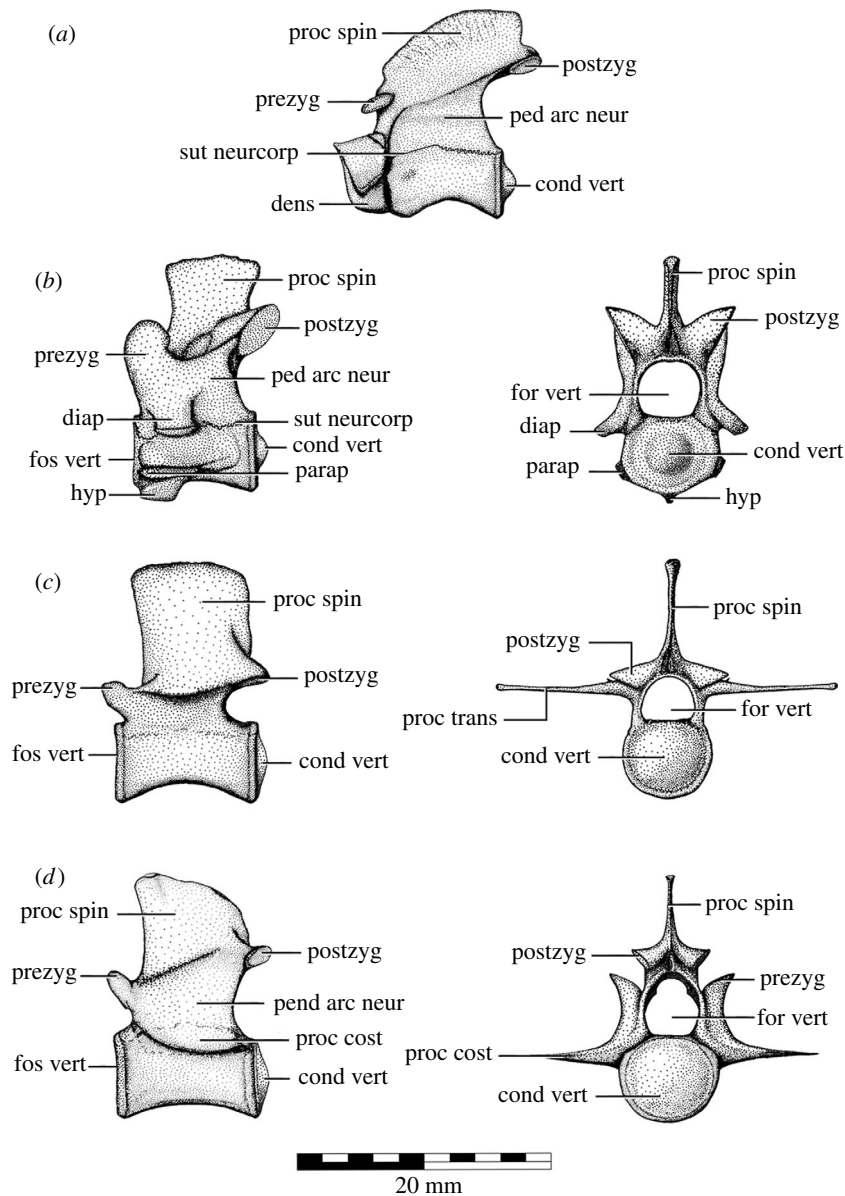 (a)
proc spin
postzyg
prezyg
ped arc neur
sut neurcorp
cond vert
dens
(b)
proc spin
postzyg
prezyg
ped arc neur
diap
sut neurcorp
fos vert
cond vert
parap
hyp
proc spin
postzyg
for vert
diap
cond vert
parap
hyp
(c)
proc spin
prezyg
postzyg
fos vert
cond vert
proc spin
postzyg
proc trans
for vert
cond vert
(d)
proc spin
postzyg
prezyg
pend arc neur
proc cost
fos vert
cond vert
proc spin
postzyg
prezyg
for vert
proc cost
cond vert
20 mm